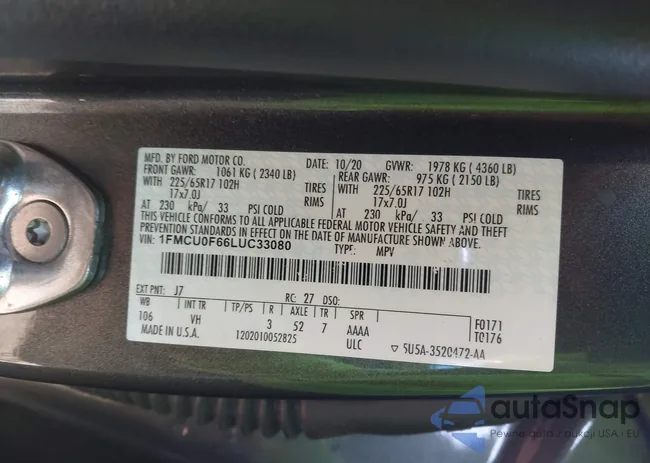 MFD. BY FORD MOTOR CO.
DATE: 10/20 GVWR: 1978 KG ( 4360 LB)
FRONT GAWR: 1061 KG ( 2340 LB) REAR GAWR: 975 KG ( 2150 LB)
WITH 225/65R17 102H TIRES WITH 225/65R17 102H TIRES
17x7.0J 17x7.0J
AT 230 kPa/ 33 PSI COLD AT 230 kPa/ 33 PSI COLD
THIS VEHICLE CONFORMS TO ALL APPLICABLE FEDERAL MOTOR VEHICLE SAFETY AND THEFT PREVENTION
STANDARDS IN EFFECT ON THE DATE OF MANUFACTURE SHOWN ABOVE.
VIN: 1FMCU0F66LUC33080
TYPE: MPV
EXT PNT: J7 RC: 27 DSO:
WB INT TR TP/PS R AXLE TR SPR
106 VH 3 52 7 AAAA
F0171
T0176
MADE IN U.S.A. 1202010052825 ULC
5U5A-3520472-AA
autoSnap
Pewne auta z aukcji USA - EU